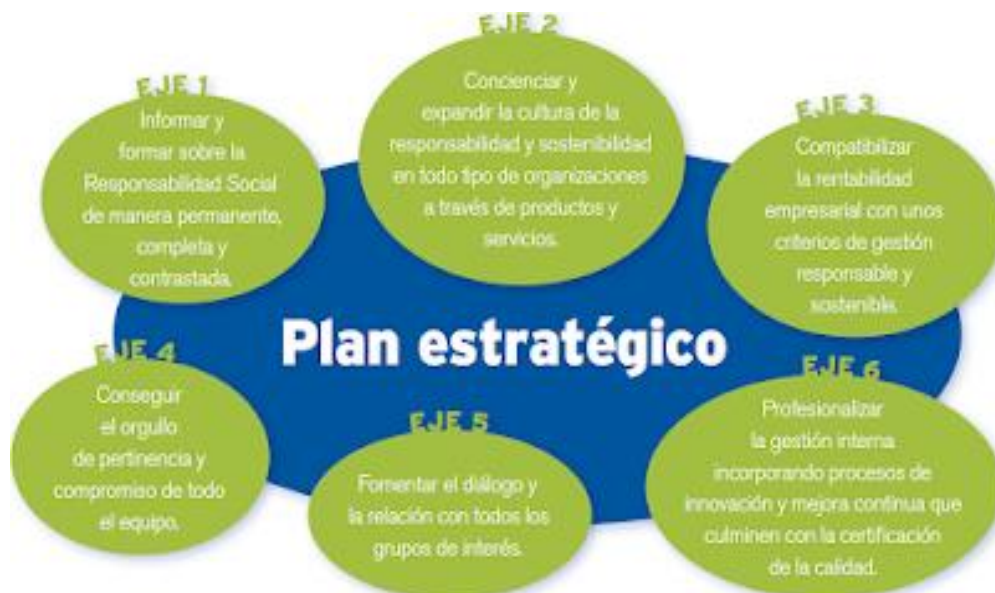 EJE 1
Informar y
formar sobre la
Responsabilidad Social
de manera permanente,
completa y
contrastada.
EJE 2
Concienciar y
expandir la cultura de la
responsabilidad y sostenibilidad
en todo tipo de organizaciones
a través de productos y
servicios.
EJE 3
Compatibilizar
la rentabilidad
empresarial con unos
criterios de gestión
responsable y
sostenible.
Plan estratégico
EJE 4
Conseguir
el orgullo
de pertinencia y
compromiso de todo
el equipo.
EJE 5
Fomentar el diálogo y
la relación con todos los
grupos de interés.
EJE 6
Profesionalizar
la gestión interna
incorporando procesos de
innovación y mejora continua que
culminen con la certificación
de la calidad.